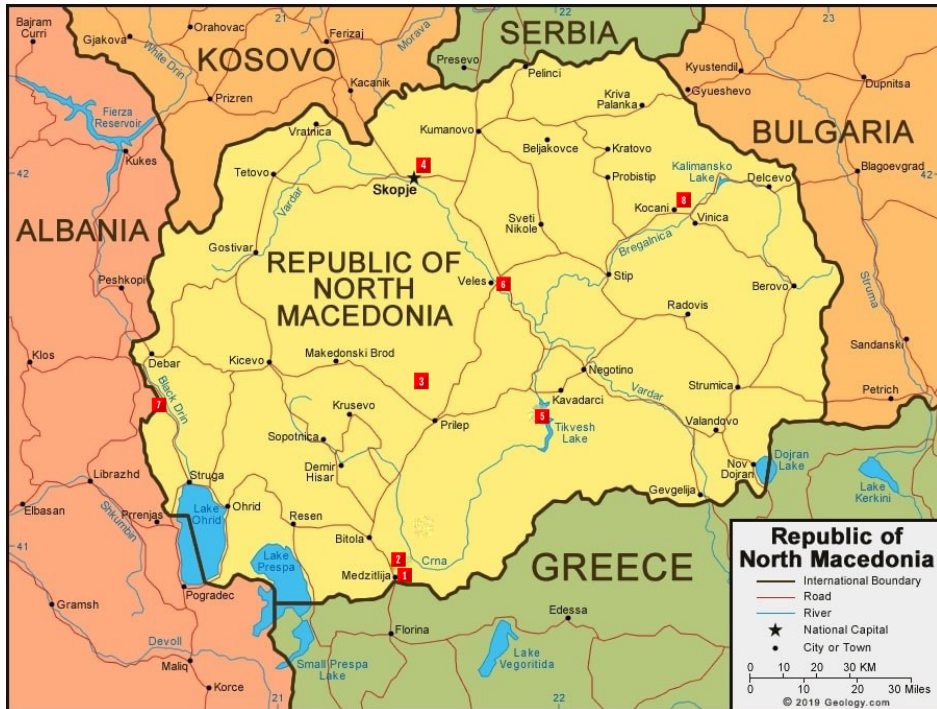 Bajram
Curri
Gjakova
Orahovac
21
Ferizaj
Morava
22
23
SERBIA
KOSOVO
White Drin
Presevo
Pelinci
Kyustendil
Dupnitsa
Kacanik
Gyueshevo
Prizren
Fierza
Reservoir
Kriva
Palanka
Vratnica
Kumanovo
Beljakovce
Kratovo
BULGARIA
Kukes
42
4
Kalimansko
Lake
Blagoevgrad
42
Tetovo
Skopje
Probistip
Delcevo
Vardar
8
Kocani
Vinica
ALBANIA
Sveti
Nikole
Bregalnica
Gostivar
REPUBLIC OF
NORTH
MACEDONIA
Peshkopi
Veles
6
Stip
Berovo
Struma
Radovis
Sandanski
Klos
Debar
Kicevo
Makedonski Brod
Negotino
3
Black Drin
Kavadarci
Vardar
Strumica
Petrich
7
Krusevo
Prilep
5
Tikvesh
Lake
Valandovo
Sopotnica
Demir
Hisar
Nov
Dojran
Dojran
Lake
Librazhd
Struga
Gevgelija
Lake
Kerkini
Elbasan
Shkumbin
Prrenjas
Lake
Ohrid
Ohrid
Resen
41
Bitola
Lake
Prespa
2
Crna
GREECE
Medzitlija
1
Pogradec
Gramsh
Edessa
Florina
Devoll
Maliq
Small Prespa
Lake
Lake
Vegoritida
Korce
21
22
Republic of
North Macedonia
International Boundary
Road
River
National Capital
City or Town
0 10 20 30 KM
0 10 20 30 Miles
© 2019 Geology.com